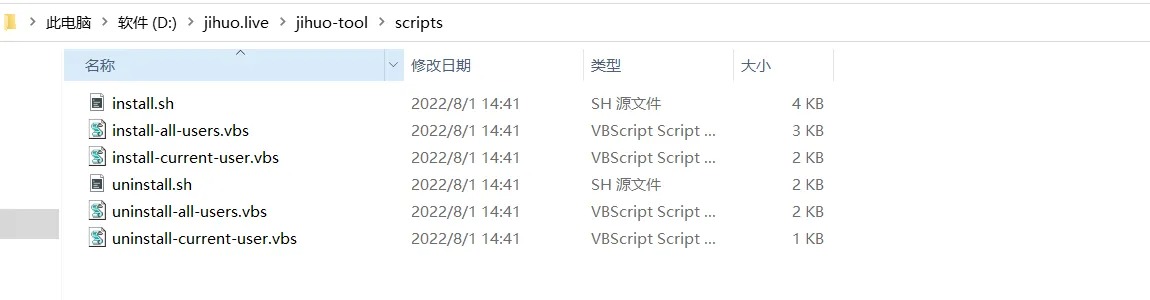 此电脑 > 软件 (D:) > jihuo.live > jihuo-tool > scripts
名称 修改日期 类型 大小
install.sh 2022/8/1 14:41 SH 源文件 4 KB
install-all-users.vbs 2022/8/1 14:41 VBScript Script ... 3 KB
install-current-user.vbs 2022/8/1 14:41 VBScript Script ... 2 KB
uninstall.sh 2022/8/1 14:41 SH 源文件 2 KB
uninstall-all-users.vbs 2022/8/1 14:41 VBScript Script ... 2 KB
uninstall-current-user.vbs 2022/8/1 14:41 VBScript Script ... 1 KB